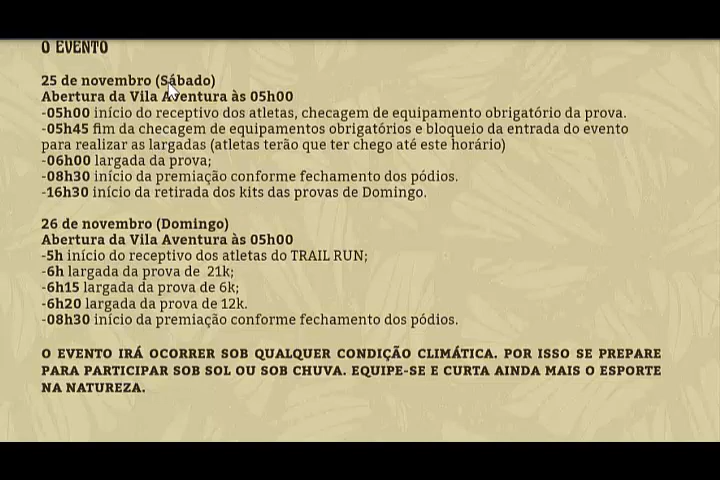 O EVENTO
25 de novembro (Sábado)
Abertura da Vila Aventura às 05h00
-05h00 início do receptivo dos atletas, checagem de equipamento obrigatório da prova.
-05h45 fim da checagem de equipamentos obrigatórios e bloqueio da entrada do evento
para realizar as largadas (atletas terão que ter chego até este horário)
-06h00 largada da prova;
-08h30 início da premiação conforme fechamento dos pódios.
-16h30 início da retirada dos kits das provas de Domingo.
26 de novembro (Domingo)
Abertura da Vila Aventura às 05h00
-5h início do receptivo dos atletas do TRAIL RUN;
-6h largada da prova de 21k;
-6h15 largada da prova de 6k;
-6h20 largada da prova de 12k.
-08h30 início da premiação conforme fechamento dos pódios.
O EVENTO IRÁ OCORRER SOB QUALQUER CONDIÇÃO CLIMÁTICA. POR ISSO SE PREPARE
PARA PARTICIPAR SOB SOL OU SOB CHUVA. EQUIPE-SE E CURTA AINDA MAIS O ESPORTE
NA NATUREZA.